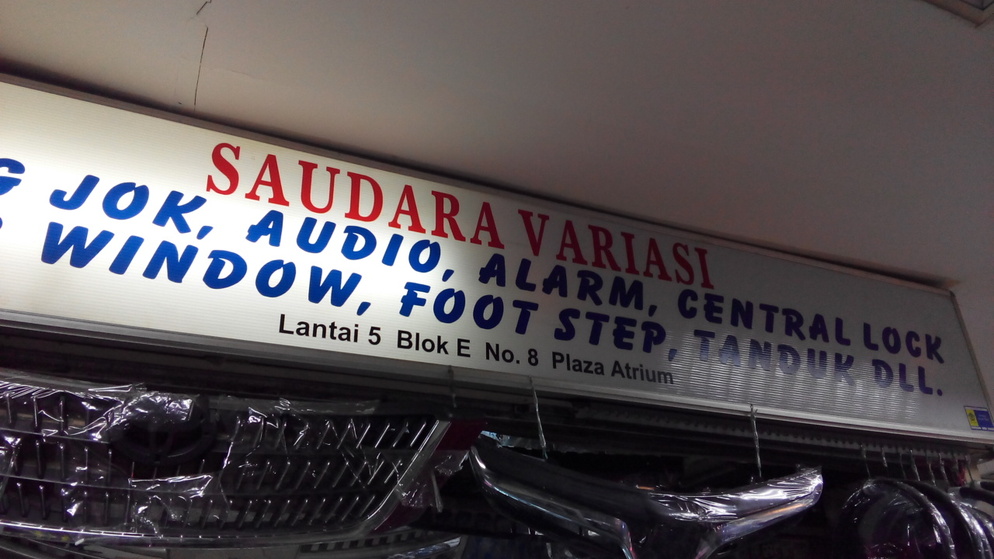 SAUDARA VARIASI
G JOK, AUDIO, ALARM, CENTRAL LOCK
WINDOW, FOOT STEP, TANDUK DLL.
Lantai 5 Blok E No. 8 Plaza Atrium